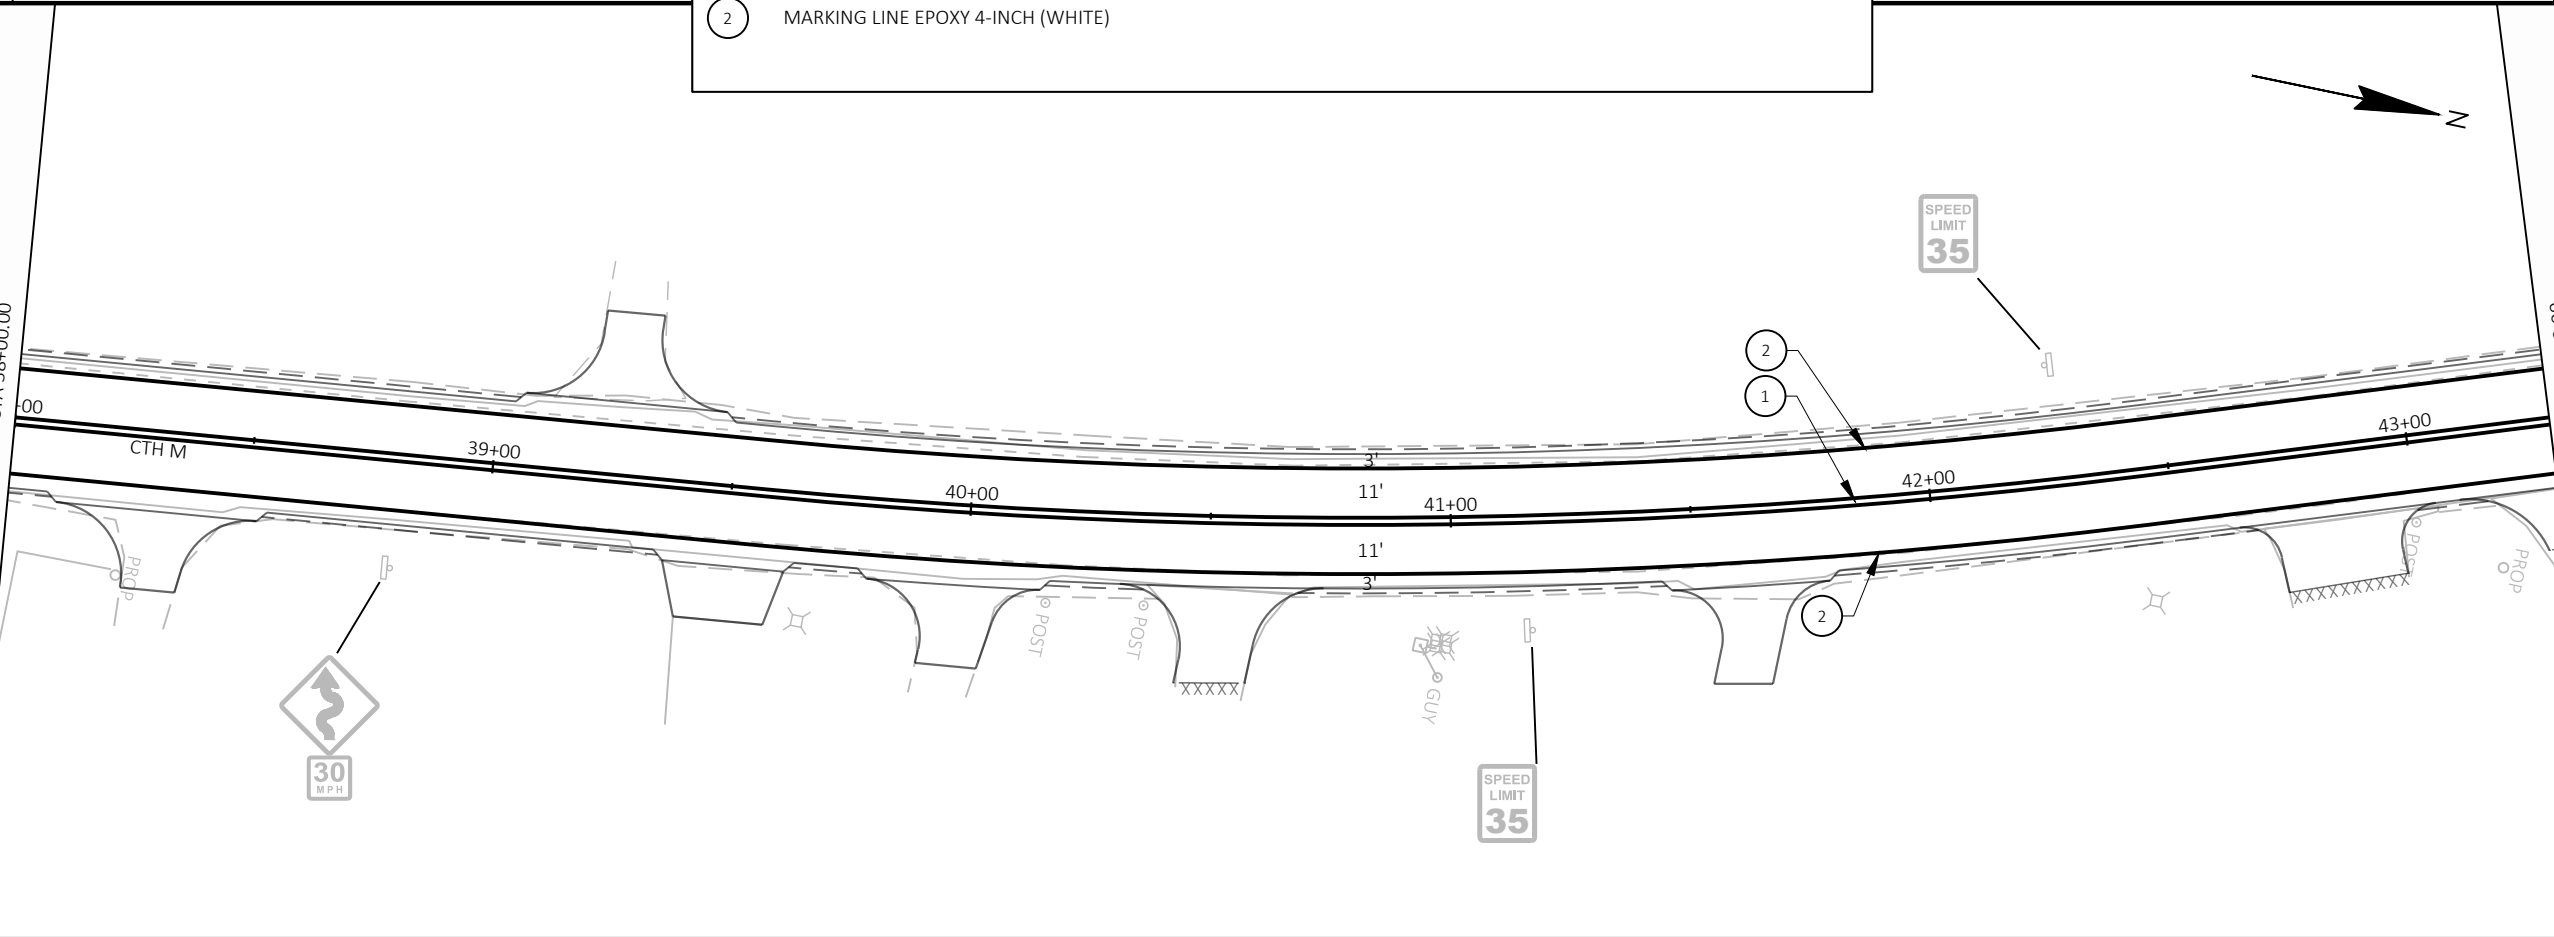 2 MARKING LINE EPOXY 4-INCH (WHITE)
N
SPEED
LIMIT
35
2
1
+00
CTH M
39+00
40+00
41+00
42+00
43+00
3'
11'
11'
3'
2
PROP
POST
POST
GUY
POST
PROP
30
MPH
SPEED
LIMIT
35